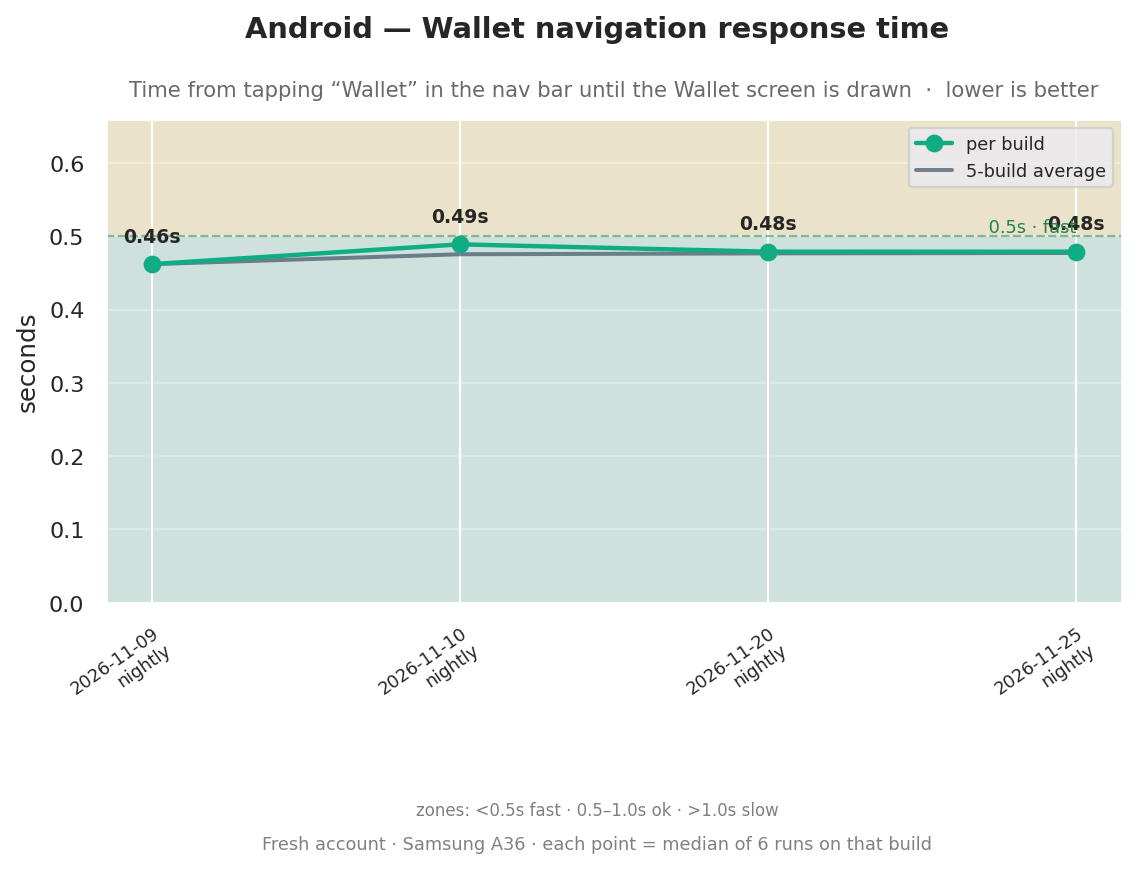 Android — Wallet navigation response time
Time from tapping “Wallet” in the nav bar until the Wallet screen is drawn · lower is better
per build
5-build average
0.6
0.5
0.4
0.3
0.2
0.1
0.0
seconds
0.46s
0.49s
0.48s
0.5s · fast
0.48s
2026-11-09
nightly
2026-11-10
nightly
2026-11-20
nightly
2026-11-25
nightly
zones: <0.5s fast · 0.5–1.0s ok · >1.0s slow
Fresh account · Samsung A36 · each point = median of 6 runs on that build